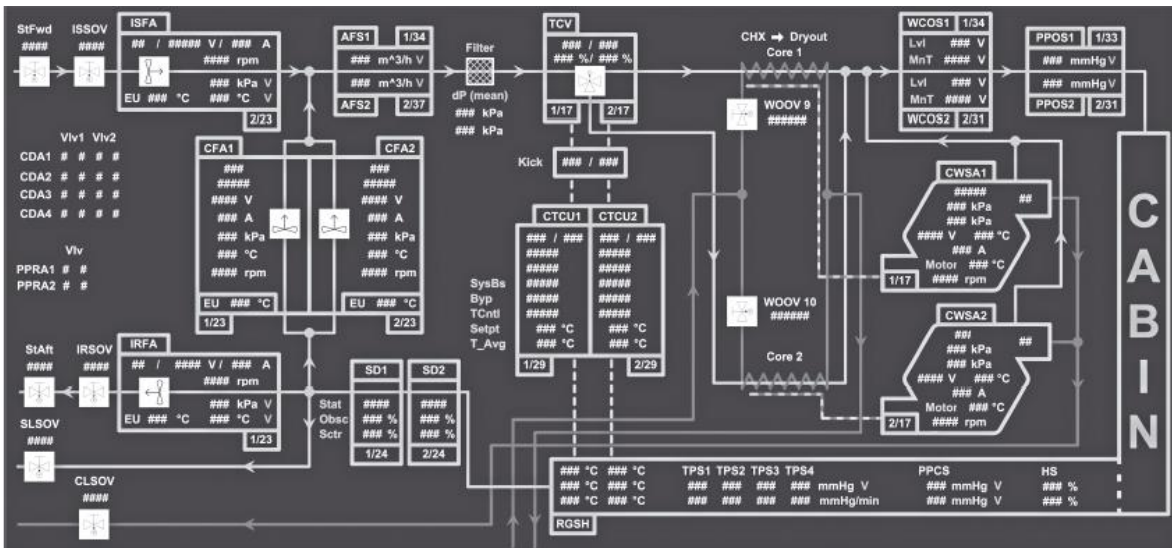 StFwd ISSOV
#### ####
ISFA
## / ##### V / ### A
#### rpm
### kPa V
EU ### °C ### °C V
2/23
AFS1 1/34
### m^3/h V
### m^3/h V
AFS2 2/37
Filter
dP (mean)
### kPa
### kPa
TCV
### / ###
### %/ ### %
1/17 2/17
CHX → Dryout
Core 1
WCOS1 1/34
Lvl ### V
MnT #### V
Lvl ### V
MnT #### V
WCOS2 2/31
PPOS1 1/33
### mmHg V
### mmHg V
PPOS2 2/31
Vlv1 Vlv2
CDA1 # # # #
CDA2 # # # #
CDA3 # # # #
CDA4 # # # #
Vlv
PPRA1 # #
PPRA2 # #
CFA1
###
#####
#### V
### A
### kPa
### °C
#### rpm
EU ### °C
1/23
CFA2
###
#####
#### V
### A
### kPa
### °C
#### rpm
EU ### °C
2/23
Kick ### / ###
CTCU1 CTCU2
### / ### ### / ###
##### #####
##### #####
SysBs ##### #####
Byp ##### #####
TCntl ##### #####
Setpt ### °C ### °C
T_Avg ### °C ### °C
1/29 2/29
WOOV 9
######
WOOV 10
######
Core 2
CWSA1
#####
##
### kPa
### kPa
#### V ### °C
### A
Motor ### °C
#### rpm
1/17
CWSA2
###
##
### kPa
### kPa
#### V ### °C
### A
Motor ### °C
#### rpm
2/17
CABIN
StAft IRSOV
#### ####
IRFA
## / #### V / ### A
#### rpm
### kPa V
EU ### °C ### °C V
1/23
SD1 SD2
Stat #### ####
Obsc ### % ### %
Sctr ### % ### %
1/24 2/24
SLSOV
####
CLSOV
####
### °C ### °C TPS1 TPS2 TPS3 TPS4 PPCS HS
### °C ### °C ### ### ### ### mmHg V ### mmHg V ### %
### °C ### °C ### ### ### ### mmHg/min ### mmHg V ### %
RGSH